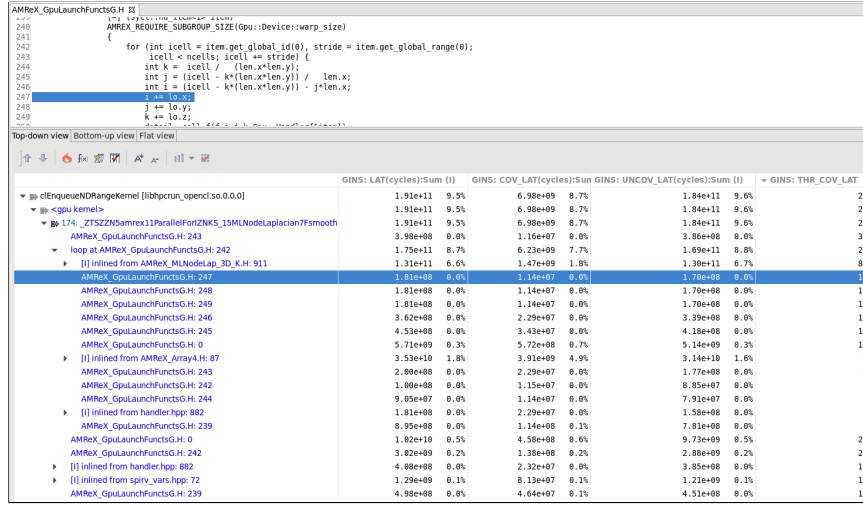 AMReX_GpuLaunchFunctsG.H
239 [=] (sycl::nd_item<1> item)
240 AMREX_REQUIRE_SUBGROUP_SIZE(Gpu::Device::warp_size)
241 {
242 for (int icell = item.get_global_id(0), stride = item.get_global_range(0);
243 icell < ncells; icell += stride) {
244 int k = icell / (len.x*len.y);
245 int j = (icell - k*(len.x*len.y)) / len.x;
246 int i = (icell - k*(len.x*len.y)) - j*len.x;
247 i += lo.x;
248 j += lo.y;
249 k += lo.z;
Top-down view Bottom-up view Flat view
GINS: LAT(cycles):Sum (I) GINS: COV_LAT(cycles):Sum GINS: UNCOV_LAT(cycles):Sum (I) GINS: THR_COV_LAT
clEnqueueNDRangeKernel [libhpcrun_opencl.so.0.0.0] 1.91e+11 9.5% 6.98e+09 8.7% 1.84e+11 9.6% 2
<gpu kernel> 1.91e+11 9.5% 6.98e+09 8.7% 1.84e+11 9.6% 2
174: _ZTSZZN5amrex11ParallelForIZNKS_15MLNodeLaplacian7Fsmooth 1.91e+11 9.5% 6.98e+09 8.7% 1.84e+11 9.6% 2
AMReX_GpuLaunchFunctsG.H: 243 3.98e+08 0.0% 1.16e+07 0.0% 3.86e+08 0.0% 3
loop at AMReX_GpuLaunchFunctsG.H: 242 1.75e+11 8.7% 6.23e+09 7.7% 1.69e+11 8.8% 2
[I] inlined from AMReX_MLNodeLap_3D_K.H: 911 1.31e+11 6.6% 1.47e+09 1.8% 1.30e+11 6.7% 8
AMReX_GpuLaunchFunctsG.H: 247 1.81e+08 0.0% 1.14e+07 0.0% 1.70e+08 0.0% 1
AMReX_GpuLaunchFunctsG.H: 248 1.81e+08 0.0% 1.14e+07 0.0% 1.70e+08 0.0% 1
AMReX_GpuLaunchFunctsG.H: 249 1.81e+08 0.0% 1.14e+07 0.0% 1.70e+08 0.0% 1
AMReX_GpuLaunchFunctsG.H: 246 3.62e+08 0.0% 2.29e+07 0.0% 3.39e+08 0.0% 1
AMReX_GpuLaunchFunctsG.H: 245 4.53e+08 0.0% 3.43e+07 0.0% 4.18e+08 0.0% 1
AMReX_GpuLaunchFunctsG.H: 0 5.71e+09 0.3% 5.72e+08 0.7% 5.14e+09 0.3% 1
[I] inlined from AMReX_Array4.H: 87 3.53e+10 1.8% 3.91e+09 4.9% 3.14e+10 1.6%
AMReX_GpuLaunchFunctsG.H: 243 2.00e+08 0.0% 2.29e+07 0.0% 1.77e+08 0.0%
AMReX_GpuLaunchFunctsG.H: 242 1.00e+08 0.0% 1.15e+07 0.0% 8.85e+07 0.0%
AMReX_GpuLaunchFunctsG.H: 244 9.05e+07 0.0% 1.14e+07 0.0% 7.91e+07 0.0%
[I] inlined from handler.hpp: 882 1.81e+08 0.0% 2.29e+07 0.0% 1.58e+08 0.0%
AMReX_GpuLaunchFunctsG.H: 239 8.95e+08 0.0% 1.14e+08 0.1% 7.81e+08 0.0%
AMReX_GpuLaunchFunctsG.H: 0 1.02e+10 0.5% 4.58e+08 0.6% 9.73e+09 0.5% 2
AMReX_GpuLaunchFunctsG.H: 242 3.02e+09 0.2% 1.38e+08 0.2% 2.88e+09 0.2% 2
[I] inlined from handler.hpp: 882 4.08e+08 0.0% 2.32e+07 0.0% 3.85e+08 0.0% 1
[I] inlined from spirv_vars.hpp: 72 1.29e+09 0.1% 8.13e+07 0.1% 1.21e+09 0.1% 1
AMReX_GpuLaunchFunctsG.H: 239 4.98e+08 0.0% 4.64e+07 0.1% 4.51e+08 0.0% 1